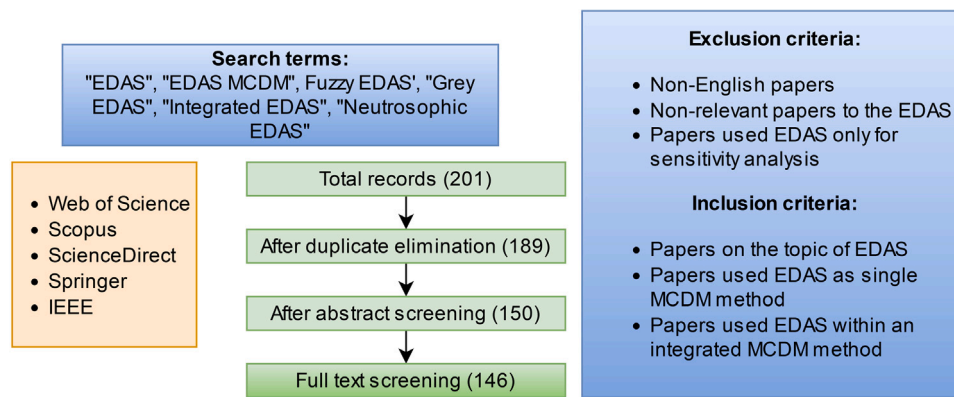 Search terms:
"EDAS", "EDAS MCDM", Fuzzy EDAS', "Grey
EDAS", "Integrated EDAS", "Neutrosophic
EDAS"
• Web of Science
• Scopus
• ScienceDirect
• Springer
• IEEE
Total records (201)
After duplicate elimination (189)
After abstract screening (150)
Full text screening (146)
Exclusion criteria:
• Non-English papers
• Non-relevant papers to the EDAS
• Papers used EDAS only for
sensitivity analysis
Inclusion criteria:
• Papers on the topic of EDAS
• Papers used EDAS as single
MCDM method
• Papers used EDAS within an
integrated MCDM method